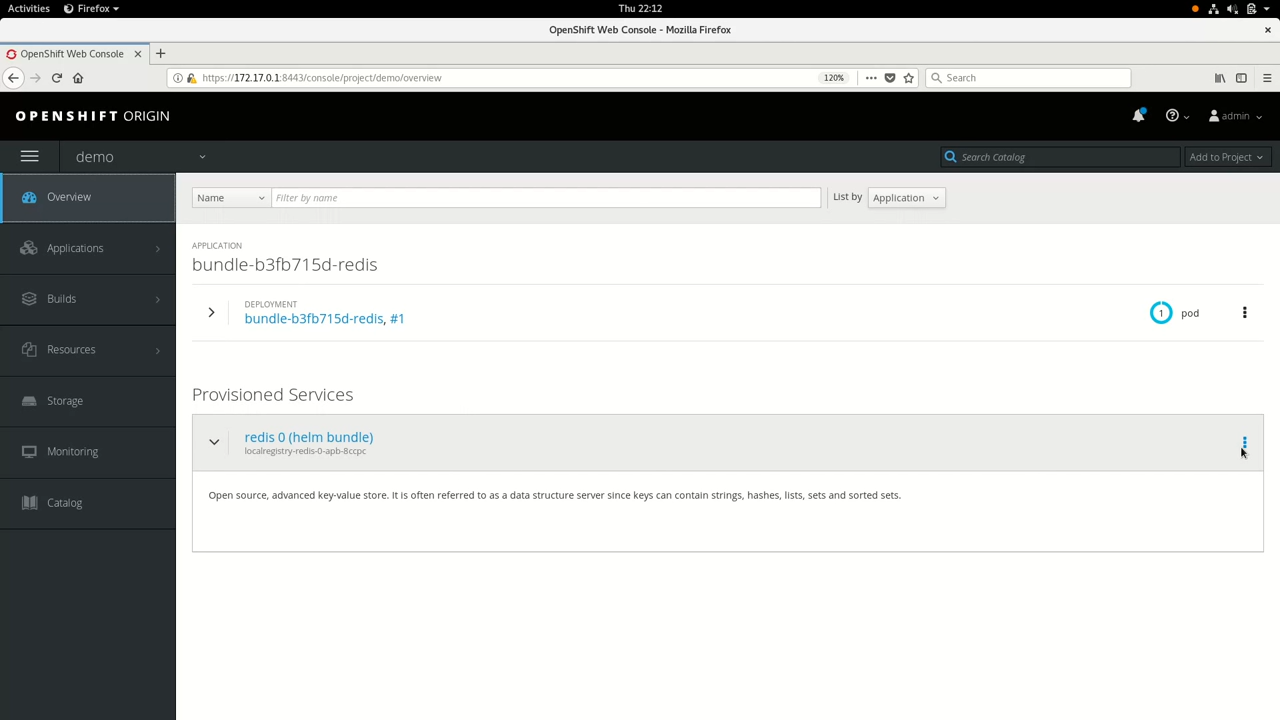 Activities
Firefox
Thu 22:12
OpenShift Web Console - Mozilla Firefox
OpenShift Web Console
https://172.17.0.1:8443/console/project/demo/overview
120%
Search
OPENSHIFT ORIGIN
admin
demo
Search Catalog
Add to Project
Overview
Applications
Builds
Resources
Storage
Monitoring
Catalog
Name
Filter by name
List by
Application
APPLICATION
bundle-b3fb715d-redis
DEPLOYMENT
bundle-b3fb715d-redis, #1
1 pod
Provisioned Services
redis 0 (helm bundle)
localregistry-redis-0-apb-8ccpc
Open source, advanced key-value store. It is often referred to as a data structure server since keys can contain strings, hashes, lists, sets and sorted sets.